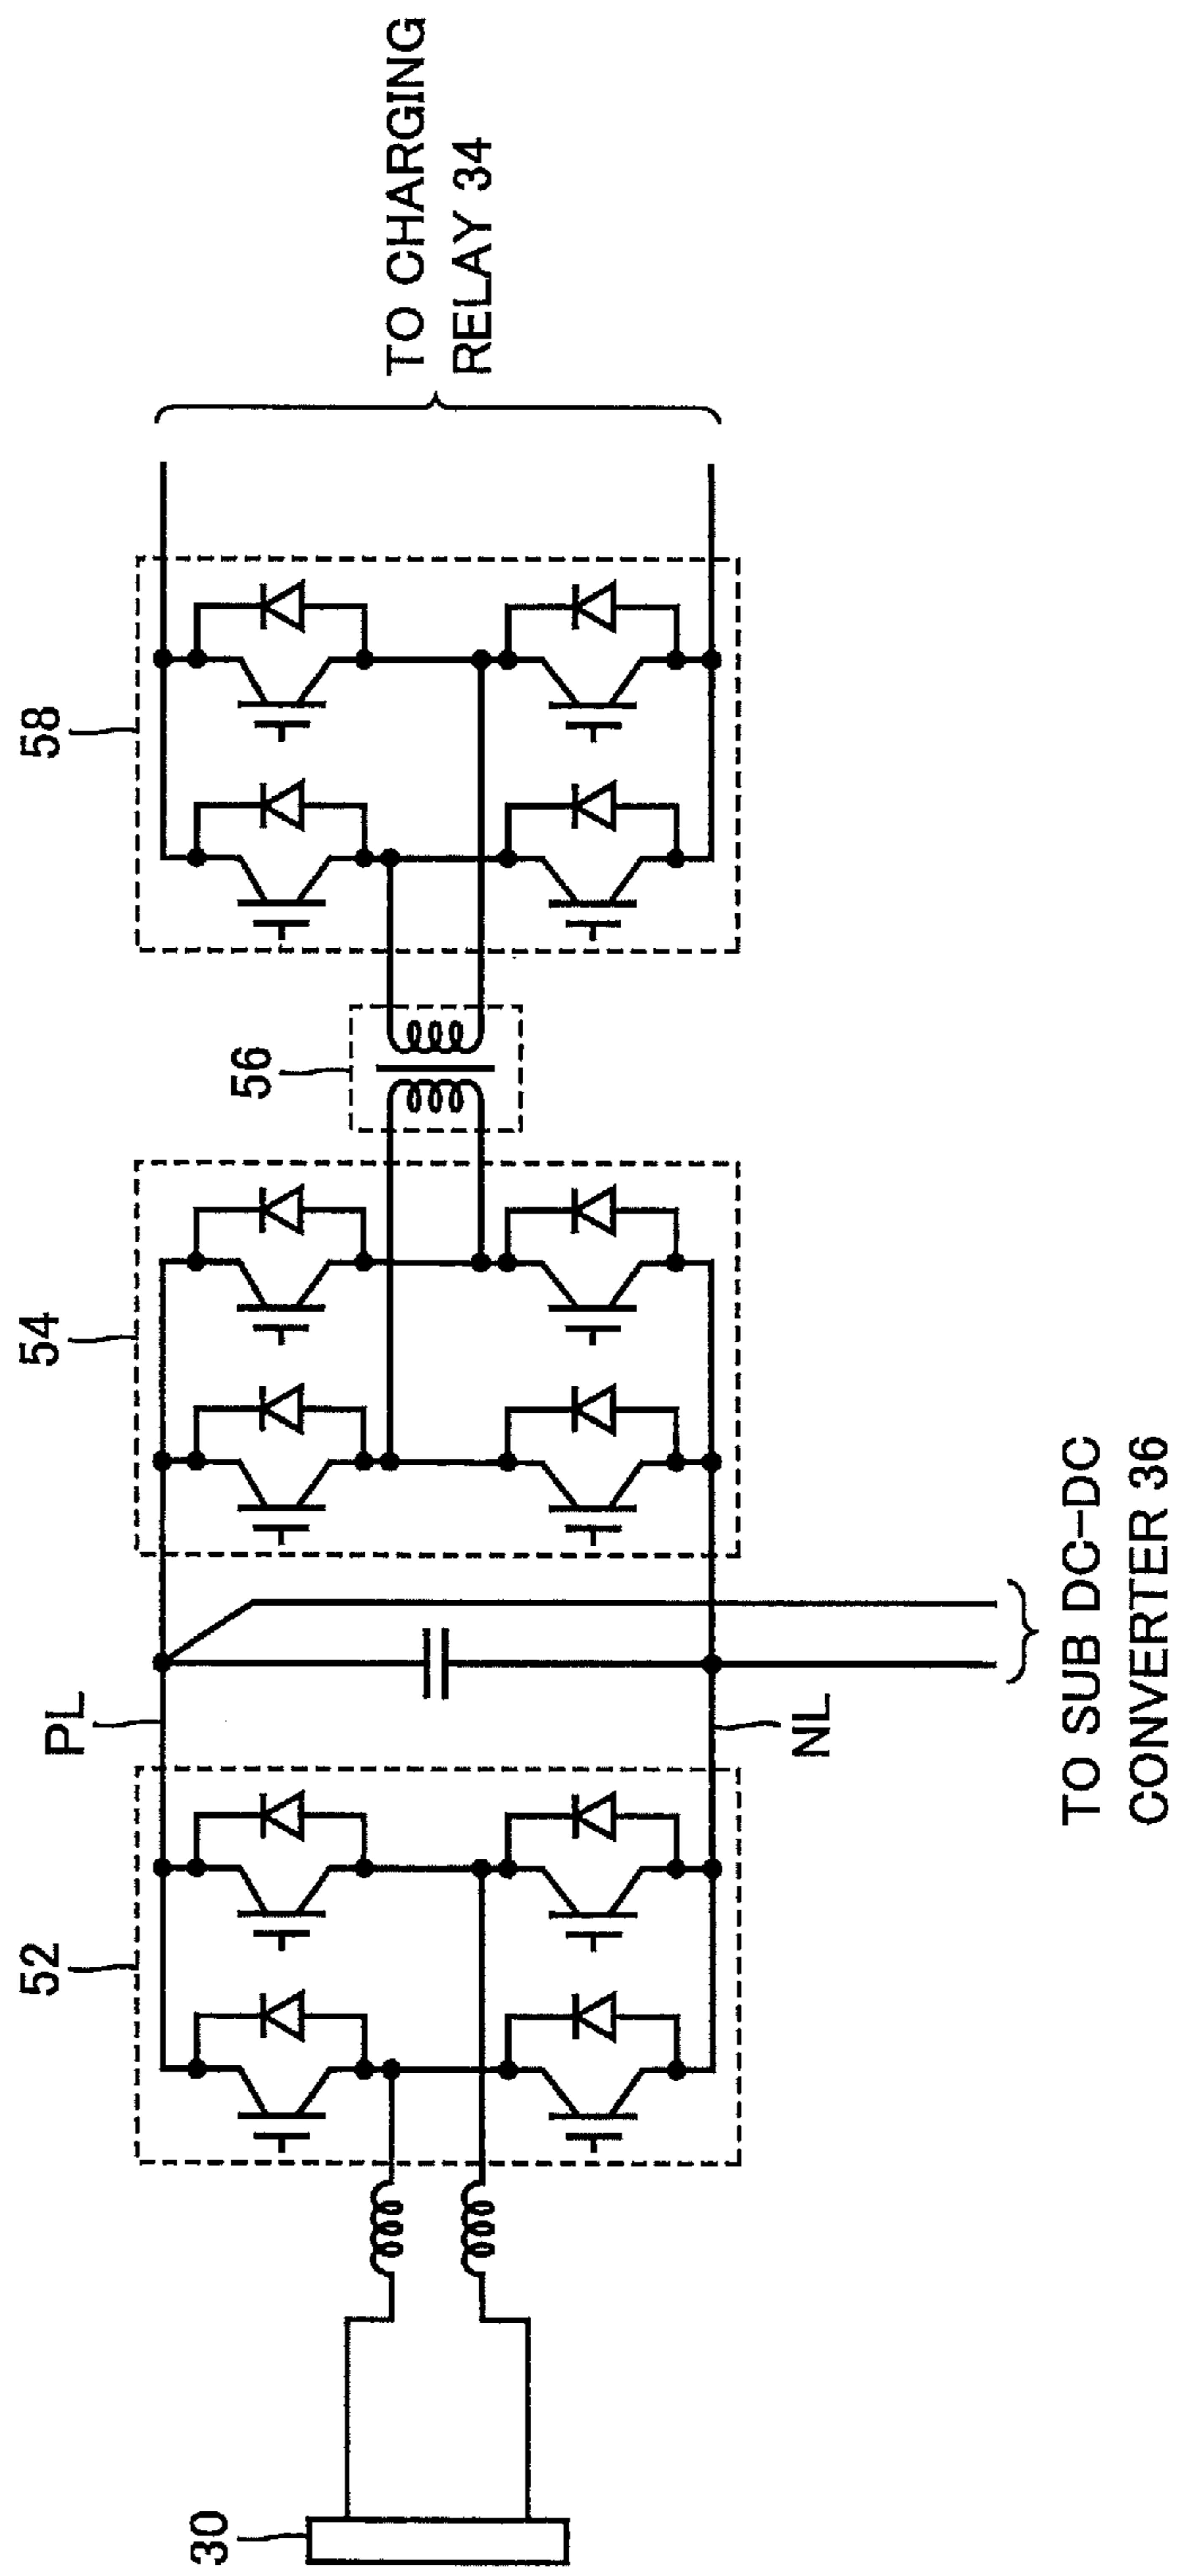 30
52
PL
NL
54
56
58
TO CHARGING
RELAY 34
TO SUB DC-DC
CONVERTER 36